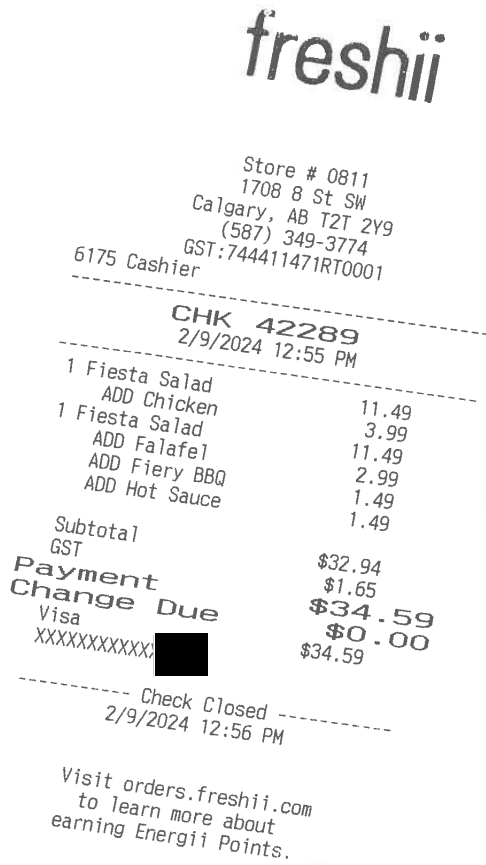 freshii
Store # 0811
1708 8 St SW
Calgary, AB T2T 2Y9
(587) 349-3774
GST:744411471RT0001
6175 Cashier
CHK 42289
2/9/2024 12:55 PM
1 Fiesta Salad 11.49
ADD Chicken 3.99
1 Fiesta Salad 11.49
ADD Falafel 2.99
ADD Fiery BBQ 1.49
ADD Hot Sauce 1.49
Subtotal $32.94
GST $1.65
Payment $34.59
Change Due $0.00
Visa $34.59
XXXXXXXXXXXX
---------- Check Closed ----------
2/9/2024 12:56 PM
Visit orders.freshii.com
to learn more about
earning Energii Points.